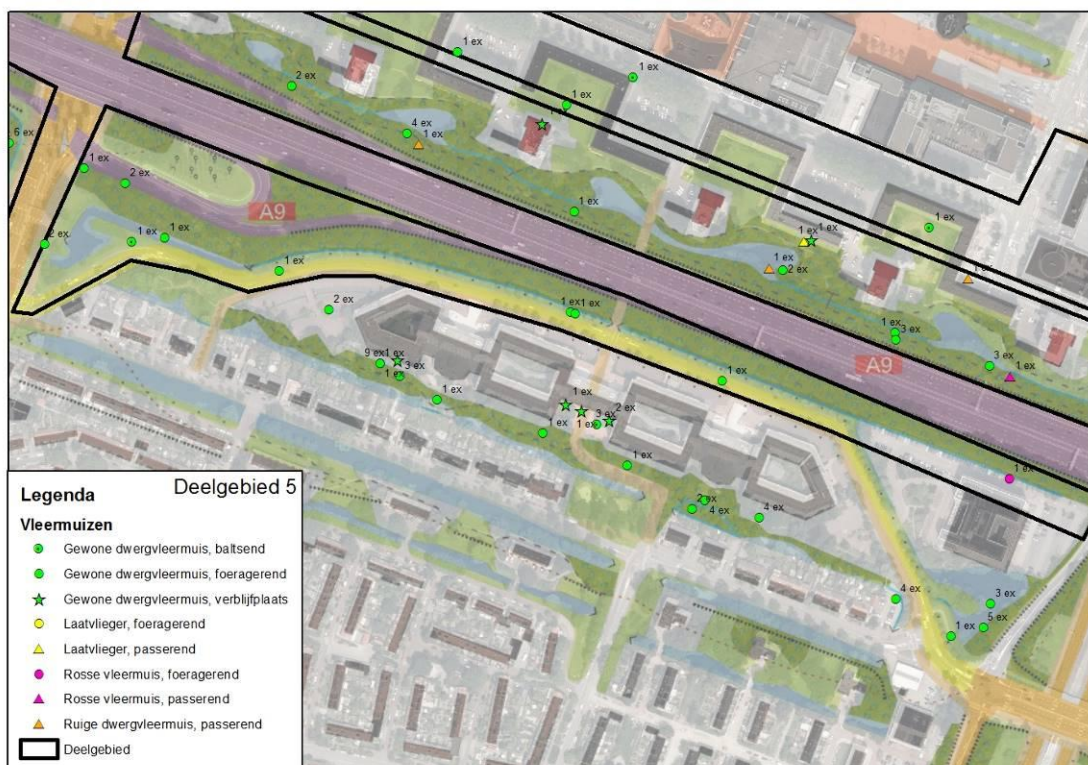 1 ex
1 ex
2 ex
1 ex
4 ex
1 ex
1 ex
6 ex
1 ex
2 ex
A9
1 ex
1 ex
1 ex
2 ex
1 ex
1 ex
1 ex
1 ex
2 ex
1 ex
1 ex
1 ex
1 ex
2 ex
1 ex
3 ex
A9
3 ex
1 ex
9 ex
1 ex
3 ex
1 ex
1 ex
1 ex
1 ex
2 ex
3 ex
1 ex
1 ex
1 ex
1 ex
2 ex
4 ex
4 ex
4 ex
3 ex
5 ex
1 ex
Legenda
Deelgebied 5
Vleermuizen
Gewone dwergvleermuis, baltsend
Gewone dwergvleermuis, foeragerend
Gewone dwergvleermuis, verblijfplaats
Laatvlieger, foeragerend
Laatvlieger, passerend
Rosse vleermuis, foeragerend
Rosse vleermuis, passerend
Ruige dwergvleermuis, passerend
Deelgebied